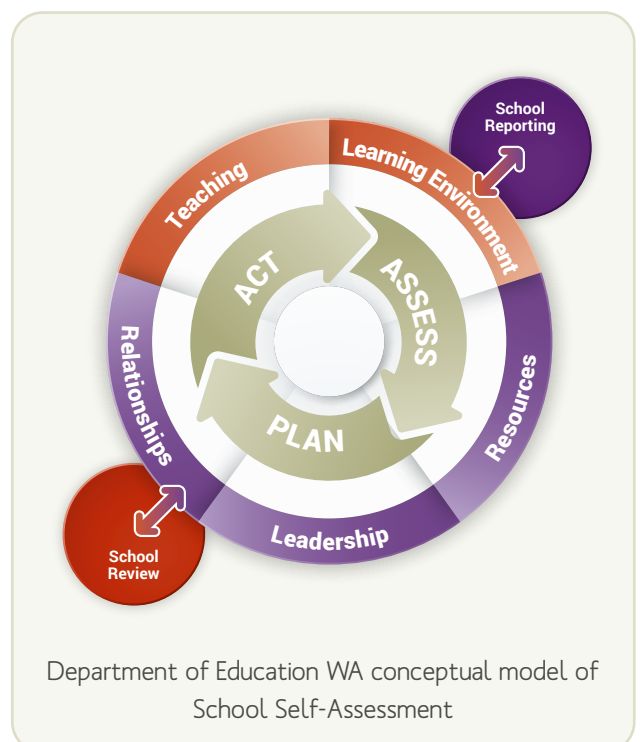 School
Reporting
Learning Environment
Teaching
ACT
ASSESS
Relationships
Resources
PLAN
Leadership
School
Review
Department of Education WA conceptual model of
School Self-Assessment